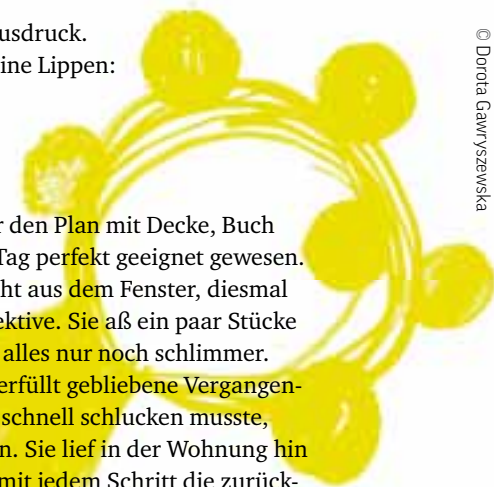 usdruck.
ine Lippen:
r den Plan mit Decke, Buch
Tag perfekt geeignet gewesen.
ht aus dem Fenster, diesmal
ektive. Sie aß ein paar Stücke
alles nur noch schlimmer.
erfüllt gebliebene Vergangen-
schnell schlucken musste,
n. Sie lief in der Wohnung hin
mit jedem Schritt die zurück-
© Dorota Gawryszewska